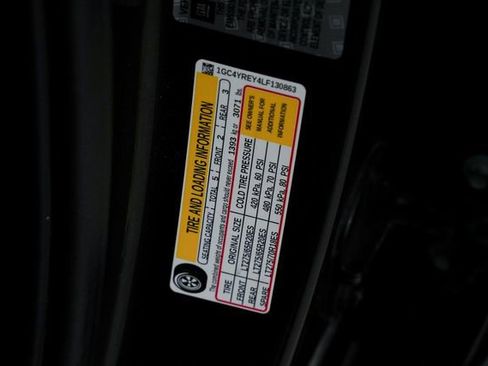 1GC4YREY4LF130863
TIRE AND LOADING INFORMATION
SEATING CAPACITY TOTAL 5 FRONT 2 REAR 3
The combined weight of occupants and cargo should never exceed 1393 kg or 3071 lbs
TIRE ORIGINAL SIZE COLD TIRE PRESSURE
FRONT LT275/65R20ES 420 kPa, 60 PSI
REAR LT275/65R20ES 480 kPa, 70 PSI
SPARE LT275/70R18ES 550 kPa, 80 PSI
SEE OWNER'S
MANUAL FOR
ADDITIONAL
INFORMATION